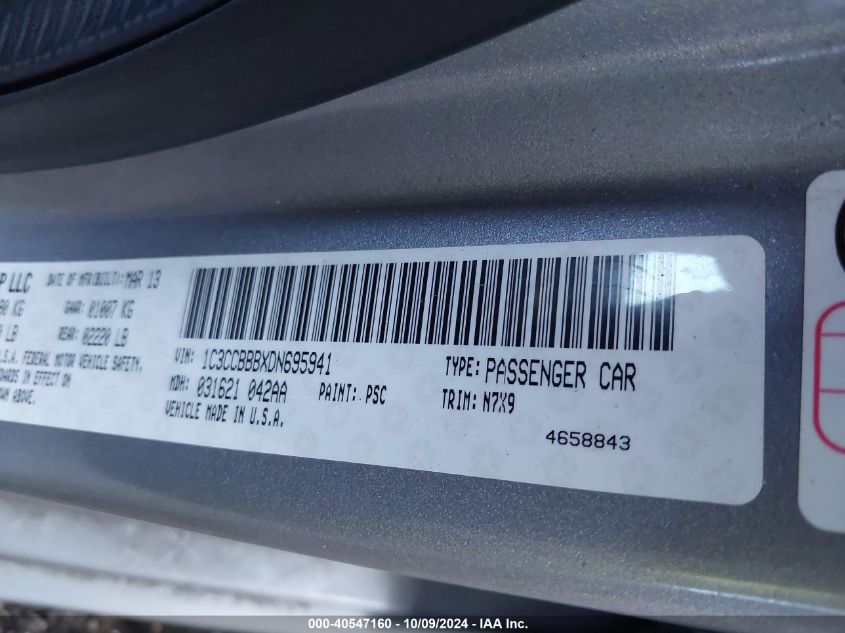 LLC DATE OF MFR(BUILT): MAR 13
KG GAWR: 01007 KG
LB REAR: 02220 LB
FEDERAL MOTOR VEHICLE SAFETY,
IN EFFECT ON
ABOVE.
VIN: 1C3CCBBBXDN695941 TYPE: PASSENGER CAR
MDH: 031621 042AA PAINT: PSC TRIM: N7X9
VEHICLE MADE IN U.S.A.
4658843
000-40547160 - 10/09/2024 - IAA Inc.